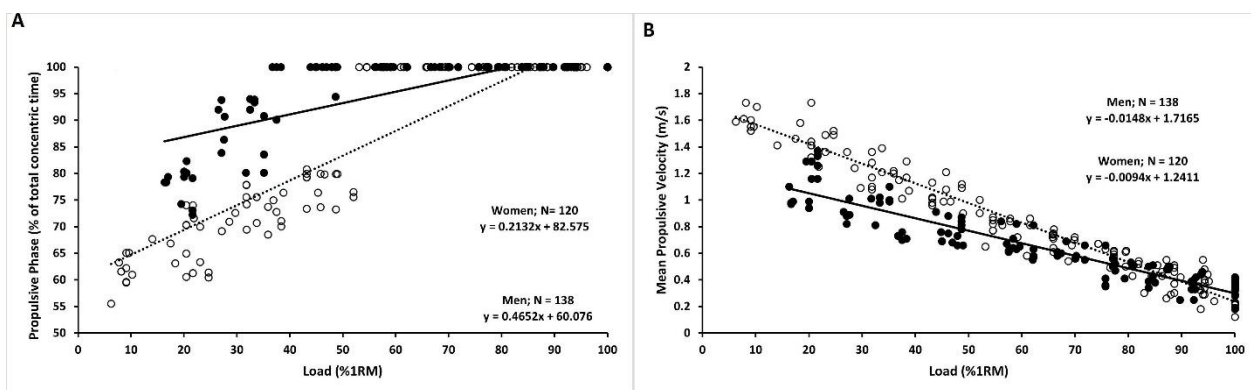 A
Propulsive Phase (% of total concentric time)
100
95
90
85
80
75
70
65
60
55
50
Women; N= 120
y = 0.2132x + 82.575
Men; N = 138
y = 0.4652x + 60.076
0 10 20 30 40 50 60 70 80 90 100
Load (%1RM)
B
Mean Propulsive Velocity (m/s)
2
1.8
1.6
1.4
1.2
1
0.8
0.6
0.4
0.2
0
Men; N = 138
y = -0.0148x + 1.7165
Women; N = 120
y = -0.0094x + 1.2411
0 10 20 30 40 50 60 70 80 90 100
Load (%1RM)